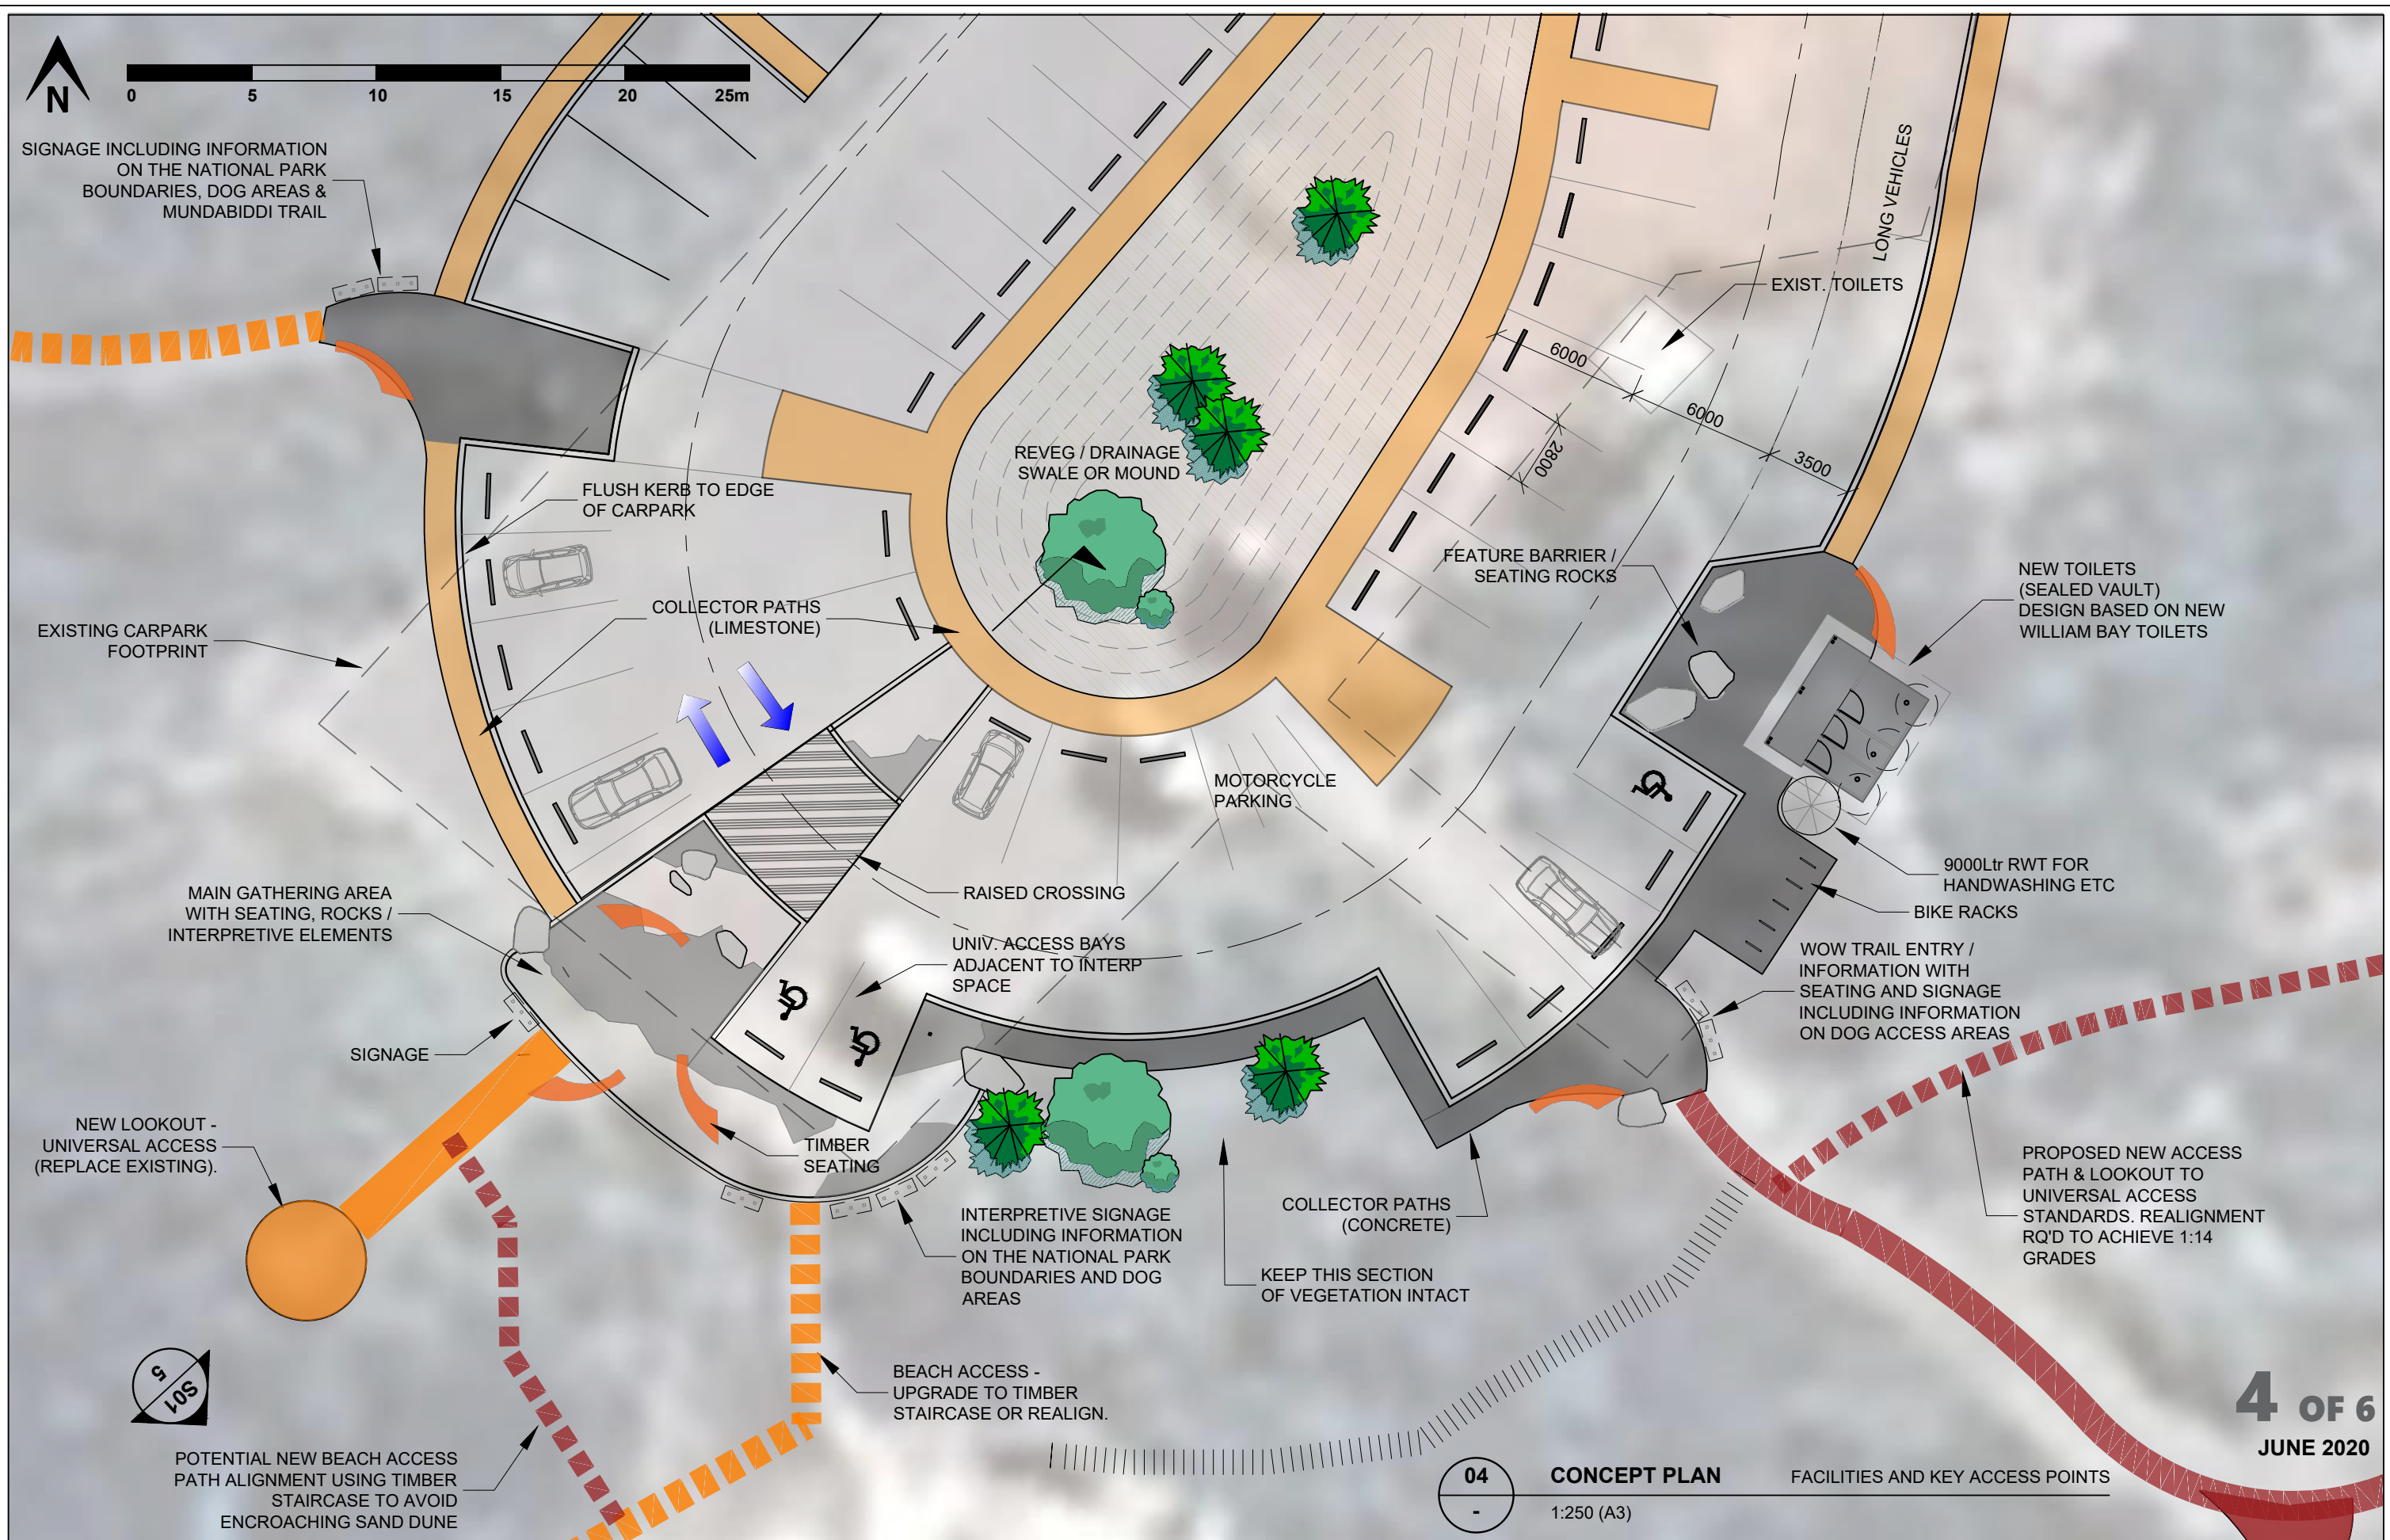 N
0 5 10 15 20 25m
SIGNAGE INCLUDING INFORMATION
ON THE NATIONAL PARK
BOUNDARIES, DOG AREAS &
MUNDABIDDI TRAIL
LONG VEHICLES
EXIST. TOILETS
6000
6000
3500
2800
REVEG / DRAINAGE
SWALE OR MOUND
FLUSH KERB TO EDGE
OF CARPARK
FEATURE BARRIER /
SEATING ROCKS
NEW TOILETS
(SEALED VAULT)
DESIGN BASED ON NEW
WILLIAM BAY TOILETS
COLLECTOR PATHS
(LIMESTONE)
EXISTING CARPARK
FOOTPRINT
MOTORCYCLE
PARKING
RAISED CROSSING
9000Ltr RWT FOR
HANDWASHING ETC
BIKE RACKS
MAIN GATHERING AREA
WITH SEATING, ROCKS /
INTERPRETIVE ELEMENTS
UNIV. ACCESS BAYS
ADJACENT TO INTERP
SPACE
WOW TRAIL ENTRY /
INFORMATION WITH
SEATING AND SIGNAGE
INCLUDING INFORMATION
ON DOG ACCESS AREAS
SIGNAGE
NEW LOOKOUT -
UNIVERSAL ACCESS
(REPLACE EXISTING).
TIMBER
SEATING
PROPOSED NEW ACCESS
PATH & LOOKOUT TO
UNIVERSAL ACCESS
STANDARDS. REALIGNMENT
RQ'D TO ACHIEVE 1:14
GRADES
INTERPRETIVE SIGNAGE
INCLUDING INFORMATION
ON THE NATIONAL PARK
BOUNDARIES AND DOG
AREAS
COLLECTOR PATHS
(CONCRETE)
KEEP THIS SECTION
OF VEGETATION INTACT
BEACH ACCESS -
UPGRADE TO TIMBER
STAIRCASE OR REALIGN.
S01
5
POTENTIAL NEW BEACH ACCESS
PATH ALIGNMENT USING TIMBER
STAIRCASE TO AVOID
ENCROACHING SAND DUNE
4 OF 6
JUNE 2020
04
-
CONCEPT PLAN FACILITIES AND KEY ACCESS POINTS
1:250 (A3)